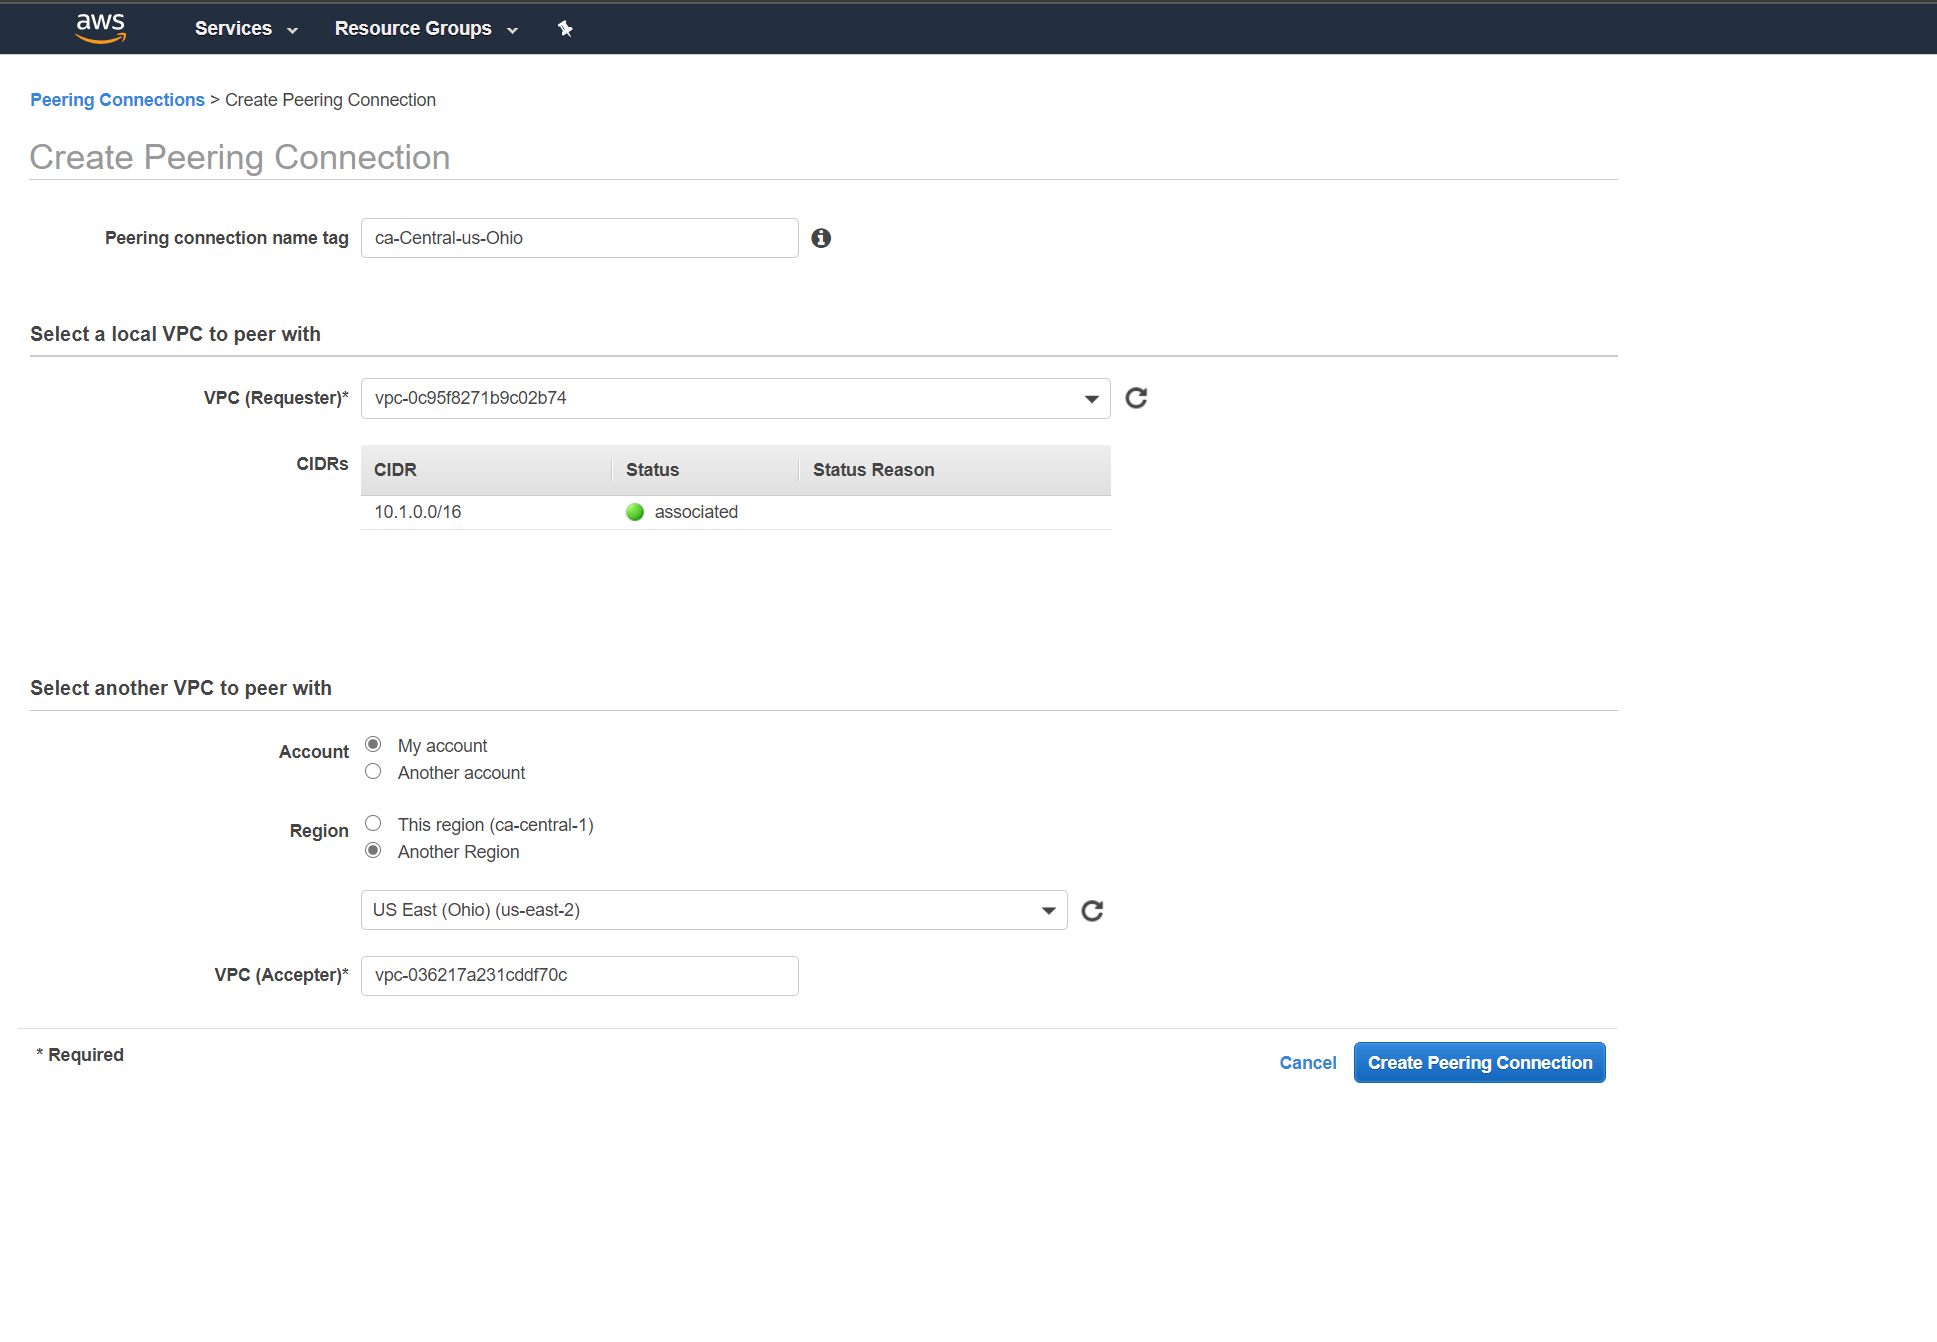 aws Services Resource Groups
Peering Connections > Create Peering Connection
Create Peering Connection
Peering connection name tag ca-Central-us-Ohio
Select a local VPC to peer with
VPC (Requester)* vpc-0c95f8271b9c02b74
CIDRs CIDR Status Status Reason
10.1.0.0/16 associated
Select another VPC to peer with
Account My account
Another account
Region This region (ca-central-1)
Another Region
US East (Ohio) (us-east-2)
VPC (Accepter)* vpc-036217a231cddf70c
* Required
Cancel Create Peering Connection